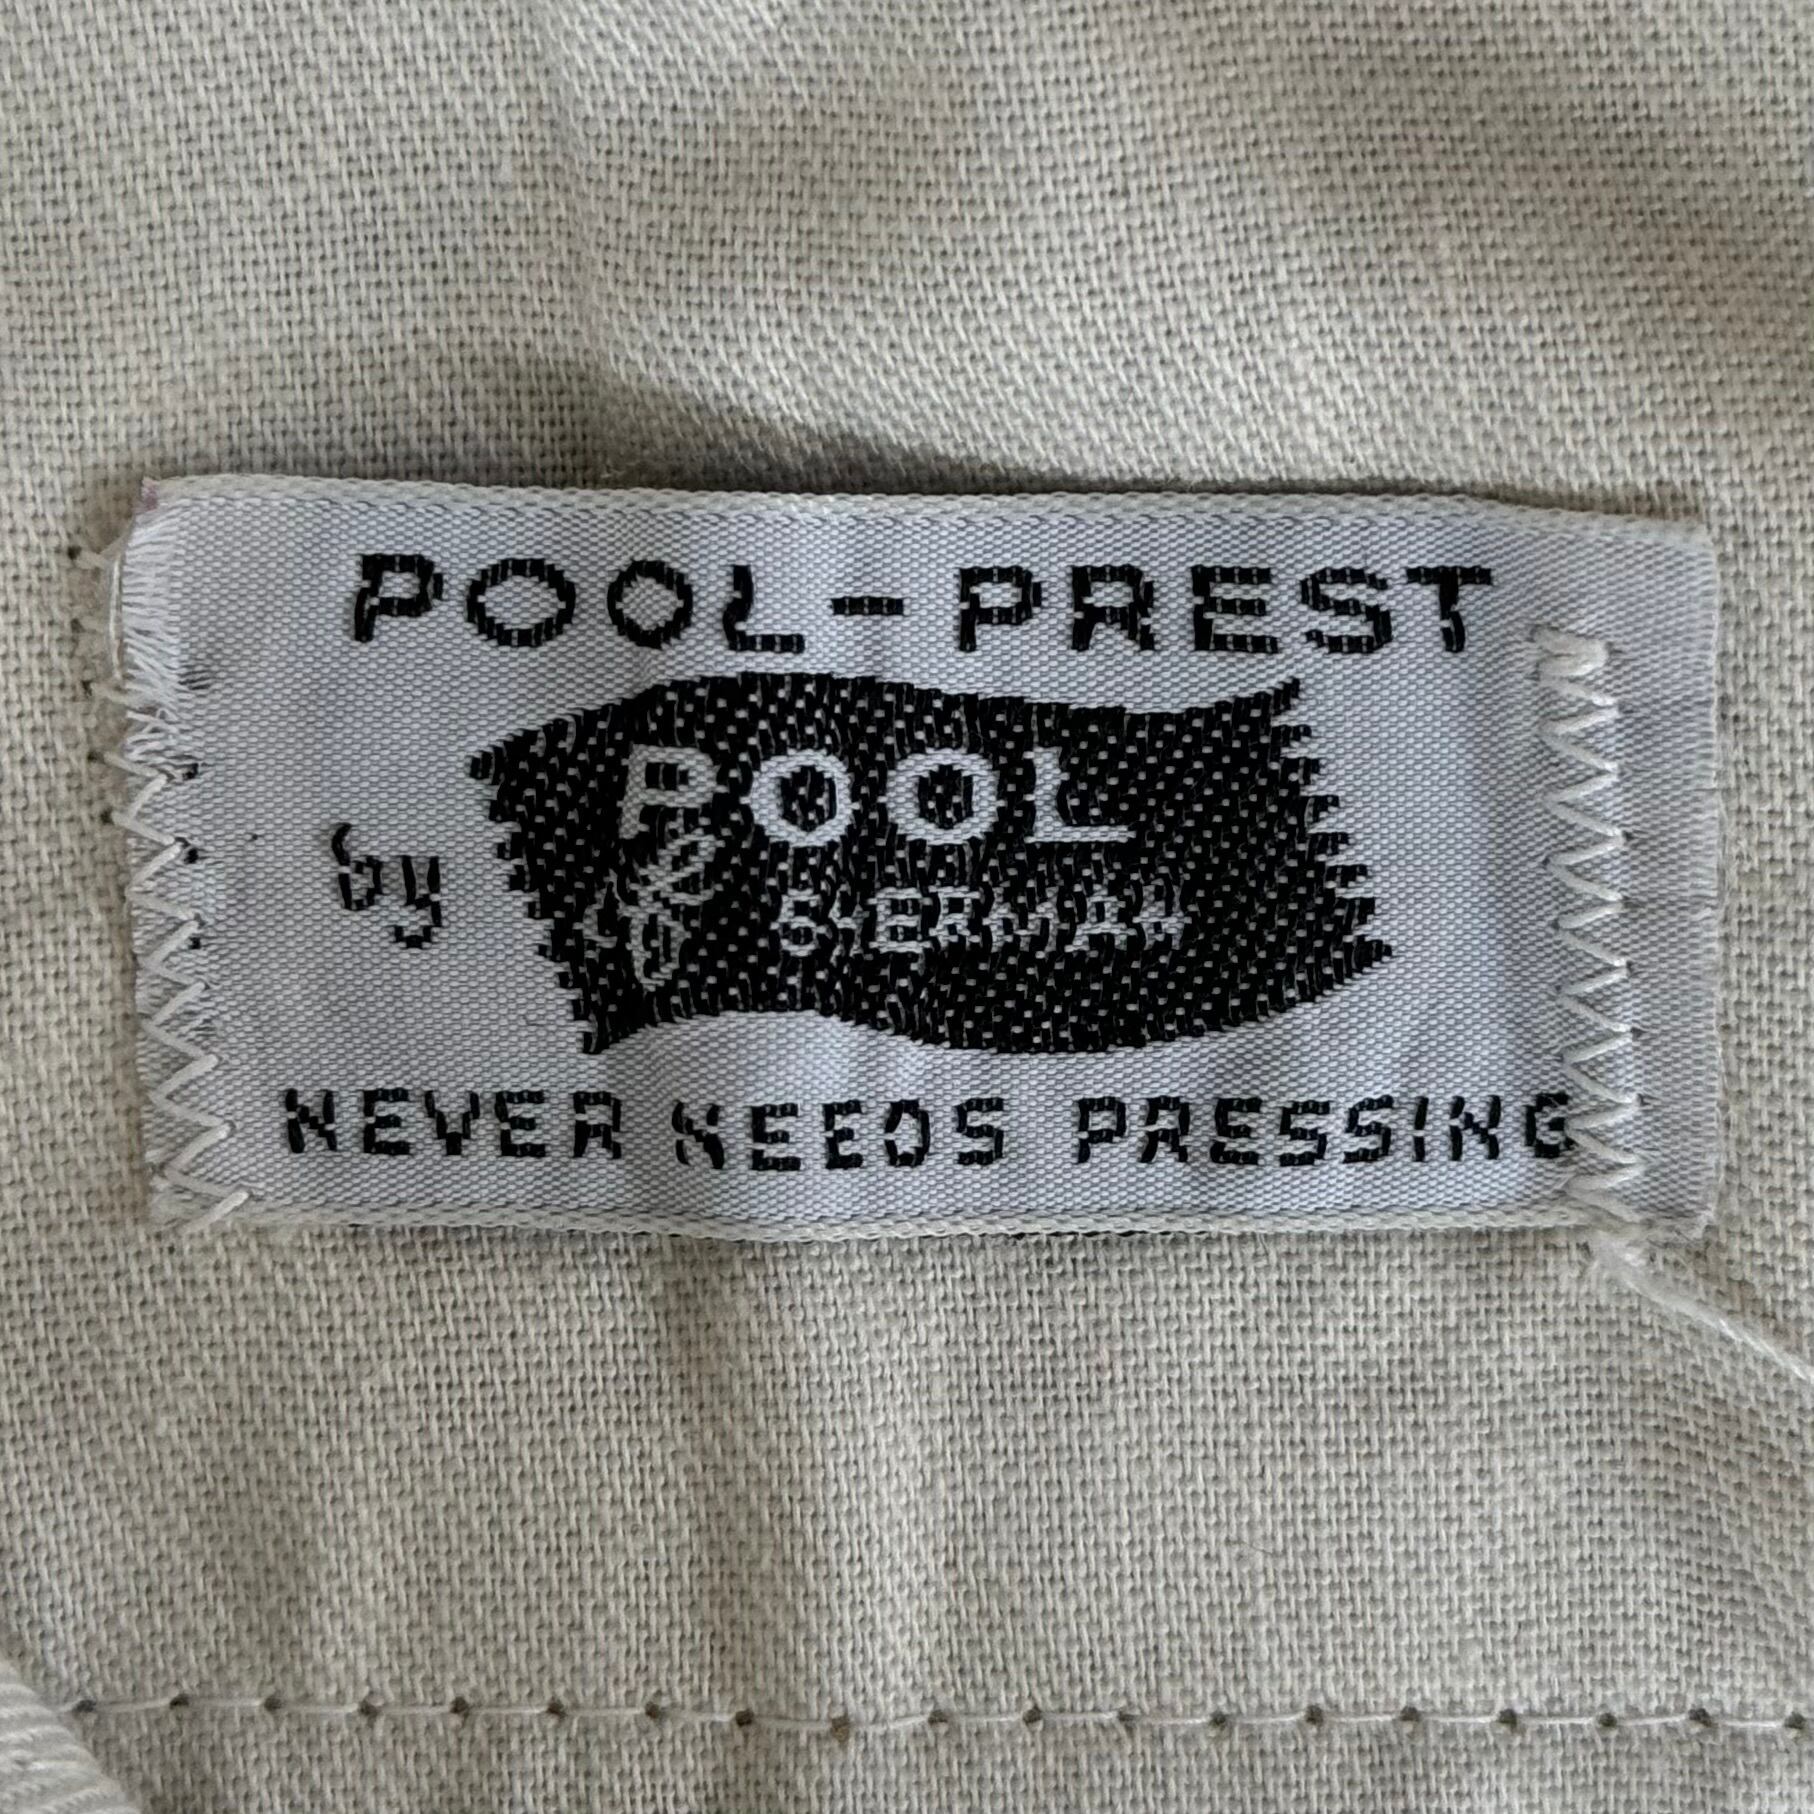 POOL-PREST
by
POOL
NEVER NEEDS PRESSING